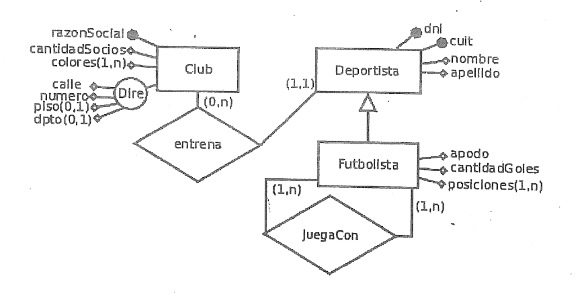 razonSocial
cantidadSocios
colores(1,n)
Club
calle
numero
piso(0,1)
dpto(0,1)
Dire
(0,n)
entrena
(1,1)
dni
cuit
Deportista
nombre
apellido
Futbolista
apodo
cantidadGoles
posiciones(1,n)
(1,n)
(1,n)
JuegaCon